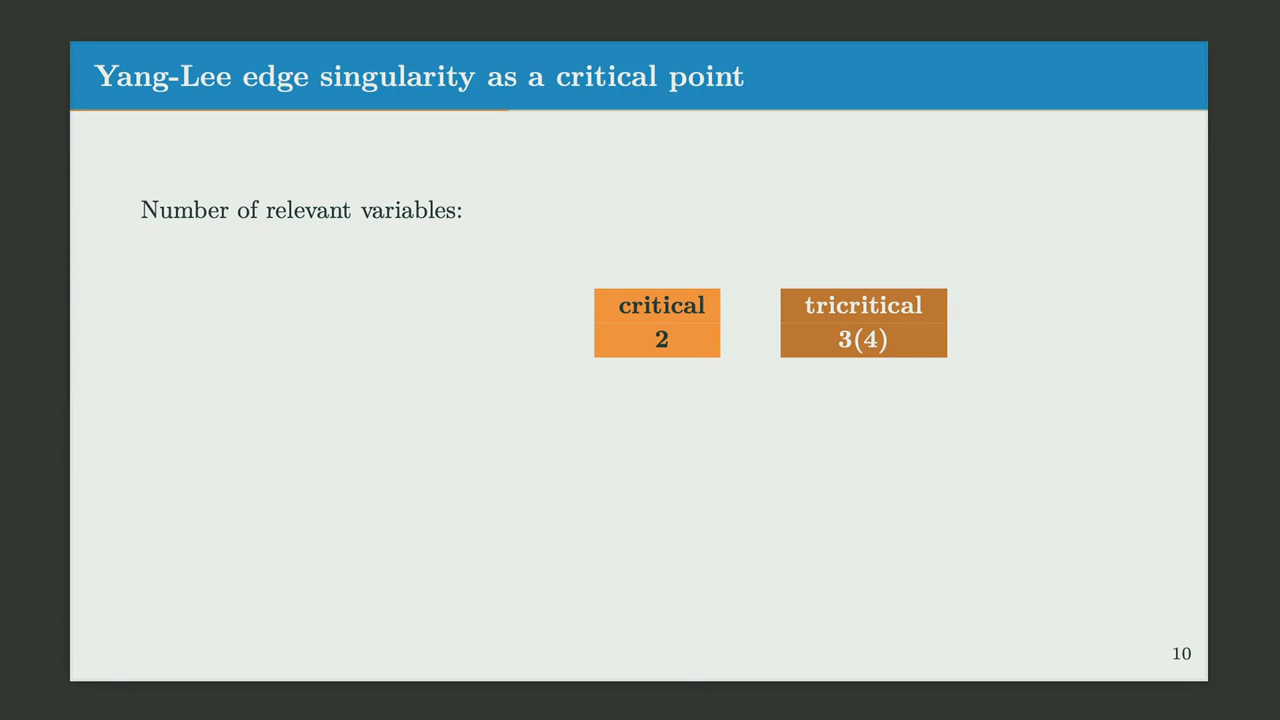 Yang-Lee edge singularity as a critical point
Number of relevant variables:
critical tricritical
2 3(4)
10